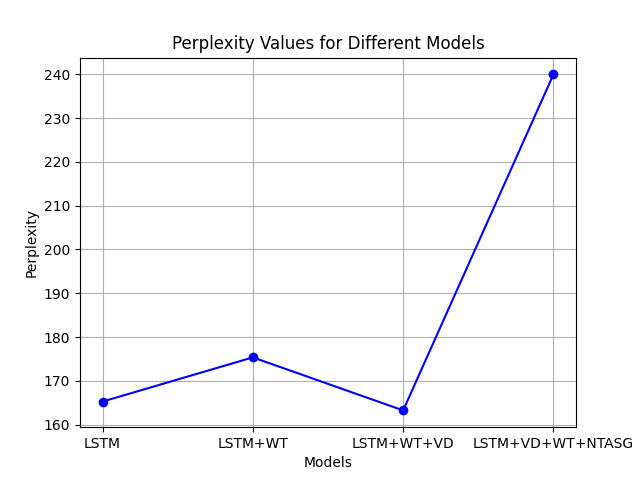 Perplexity Values for Different Models
Perplexity
240
230
220
210
200
190
180
170
160
LSTM
LSTM+WT
LSTM+WT+VD
LSTM+VD+WT+NTASG
Models